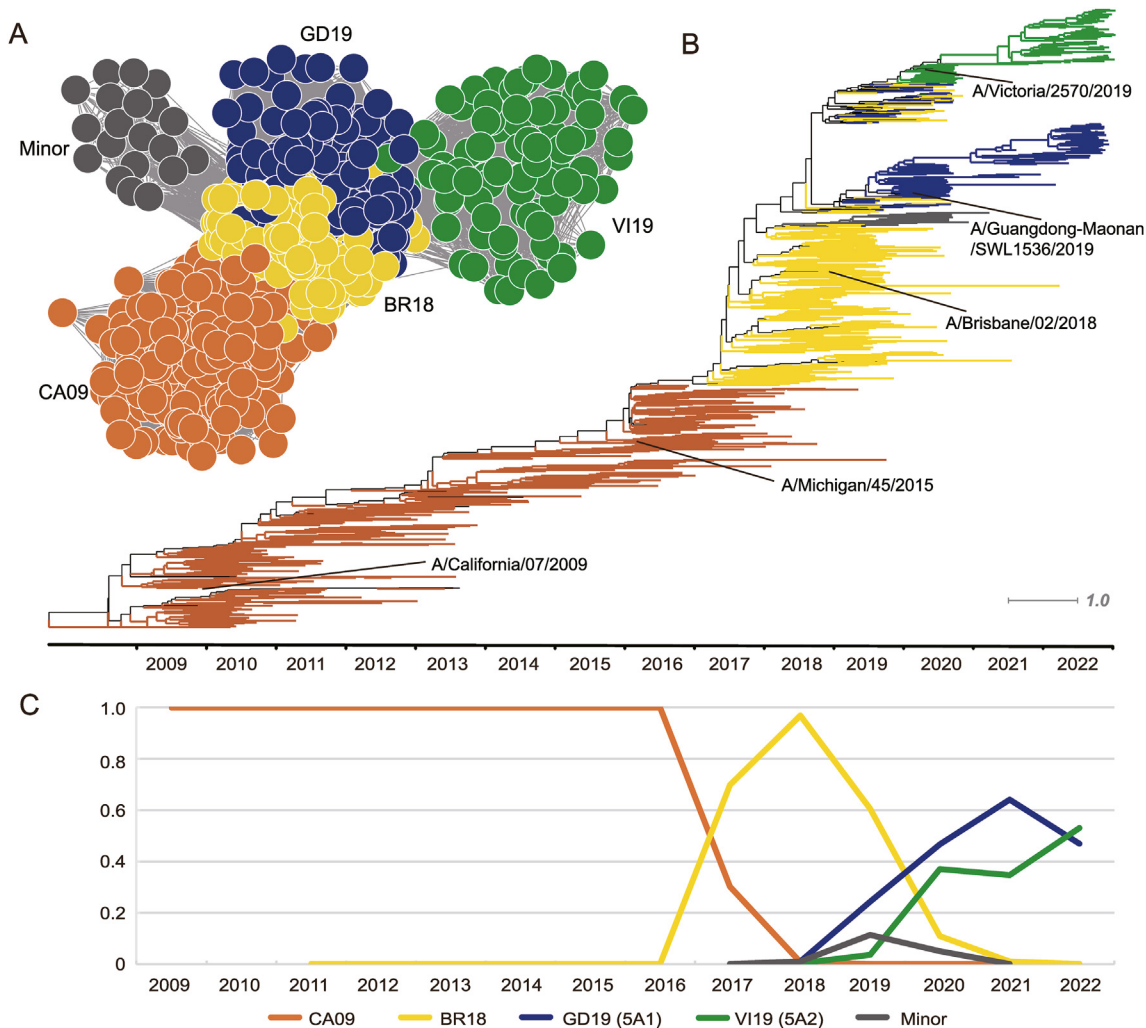 A
GD19
Minor
VI19
BR18
CA09
B
A/Victoria/2570/2019
A/Guangdong-Maonan
/SWL1536/2019
A/Brisbane/02/2018
A/Michigan/45/2015
A/California/07/2009
1.0
2009 2010 2011 2012 2013 2014 2015 2016 2017 2018 2019 2020 2021 2022
C
1.0
0.8
0.6
0.4
0.2
0
2009 2010 2011 2012 2013 2014 2015 2016 2017 2018 2019 2020 2021 2022
CA09 BR18 GD19 (5A1) VI19 (5A2) Minor